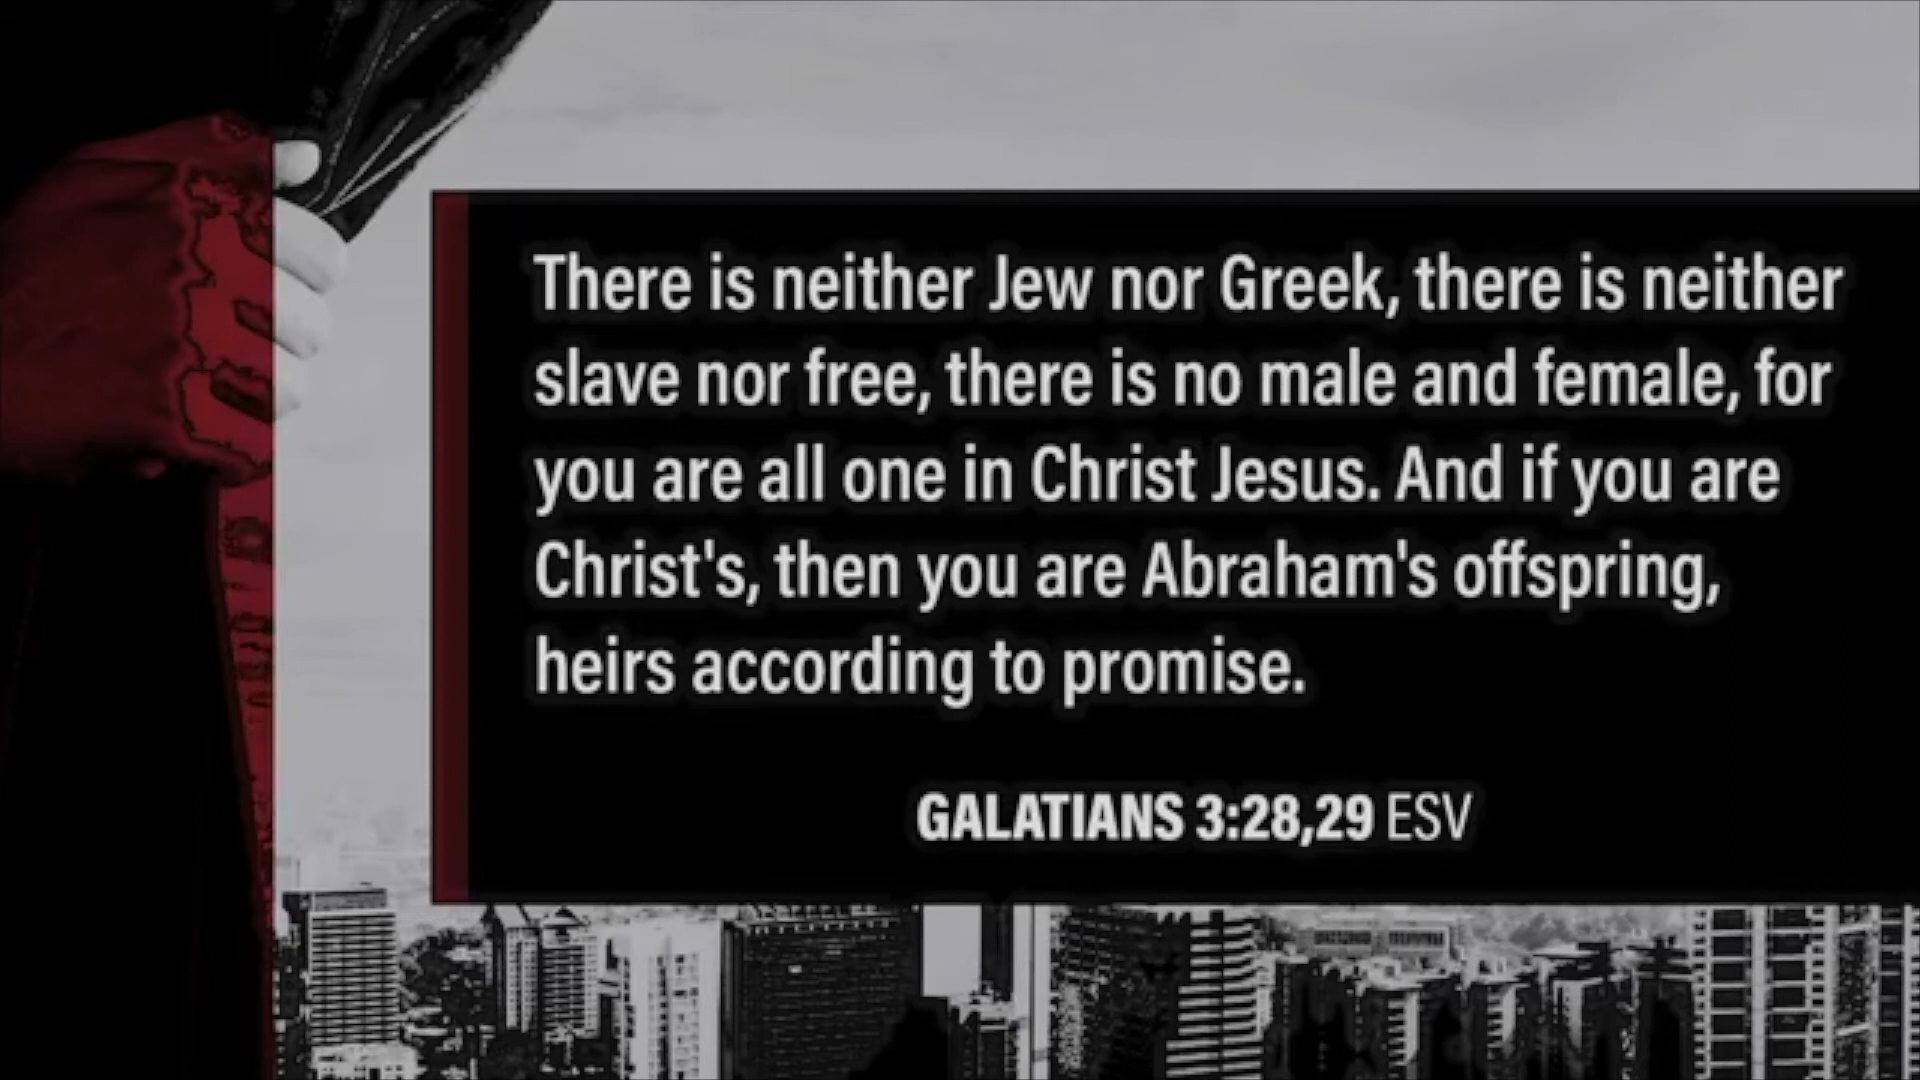 There is neither Jew nor Greek, there is neither
slave nor free, there is no male and female, for
you are all one in Christ Jesus. And if you are
Christ's, then you are Abraham's offspring,
heirs according to promise.
GALATIANS 3:28,29 ESV